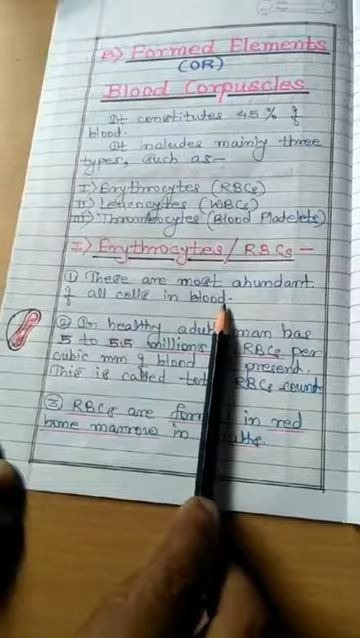 B) Formed Elements
(OR)
Blood Corpuscles
It constitutes 45% of
blood.
It includes mainly three
types, such as-
I) Erythrocytes (RBCs)
II) Leucocytes (WBCs)
III) Thrombocytes (Blood Pladelets)
I) Erythrocytes/RBCs-
① These are most abundant
of all cells in blood.
② In healthy adult man has
5 to 5.5 millions RBCs per
cubic mm of blood present.
This is called RBCs count
③ RBCs are in red
bone marrow in